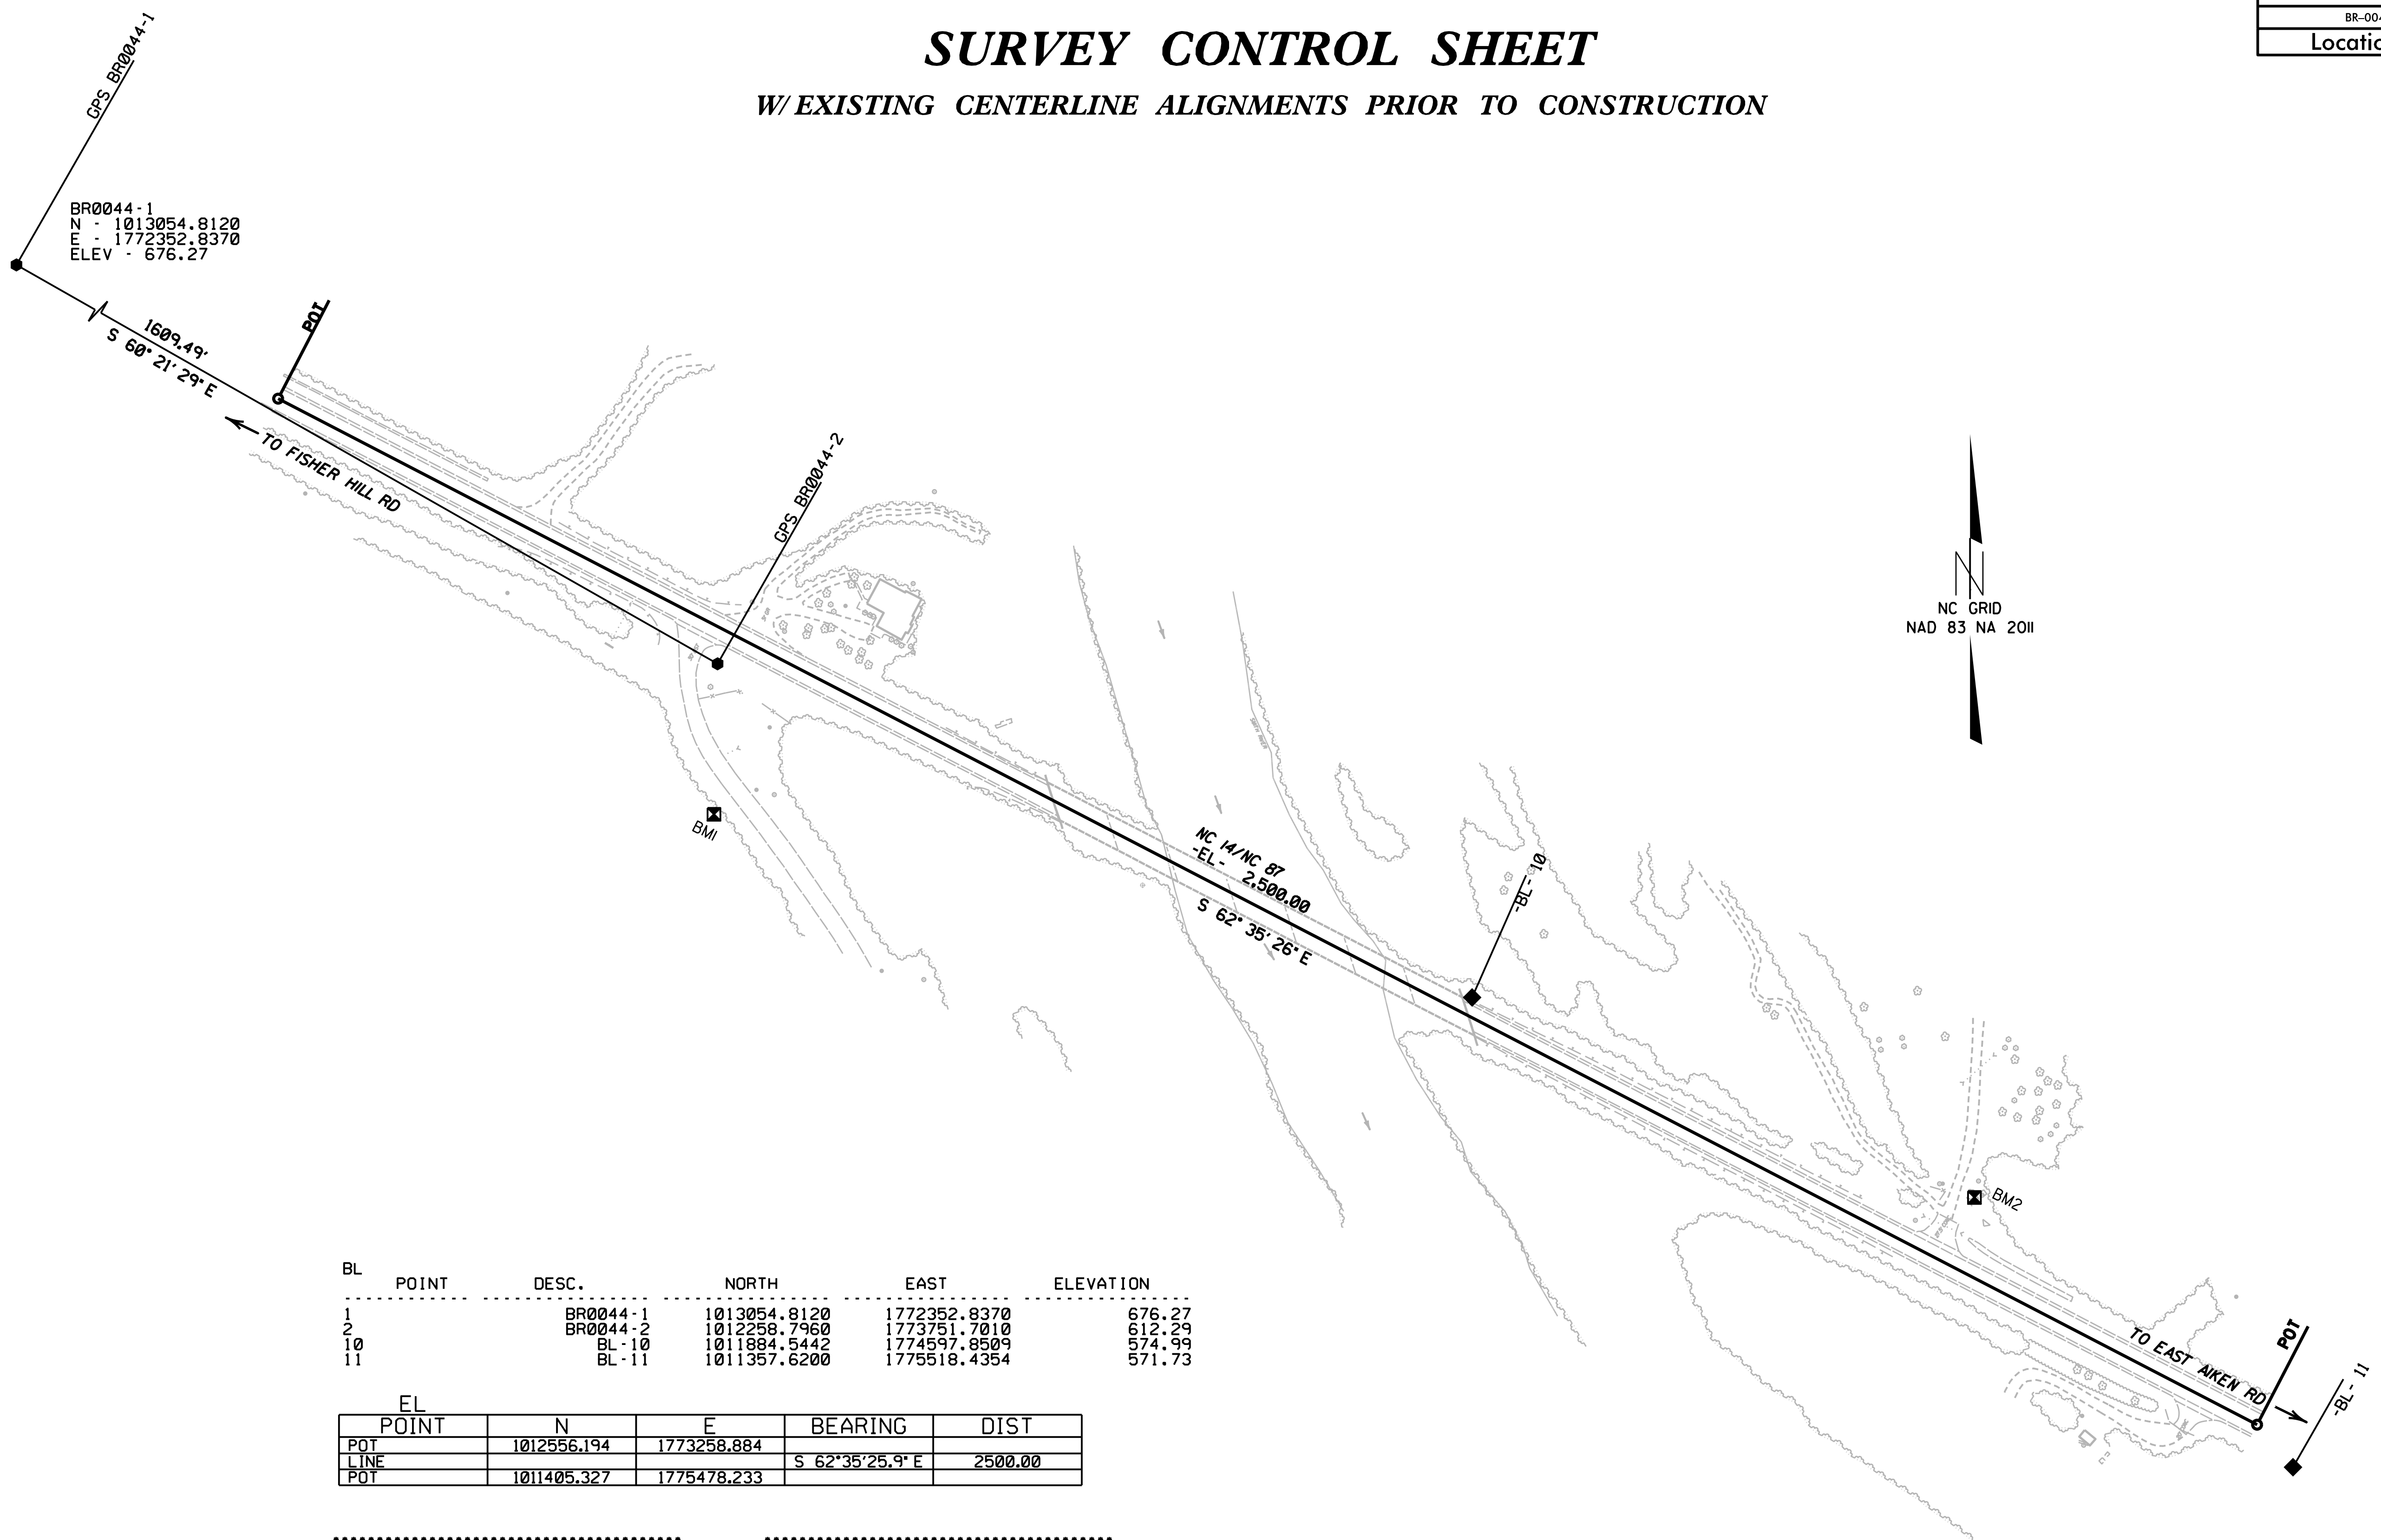 SURVEY CONTROL SHEET
W/ EXISTING CENTERLINE ALIGNMENTS PRIOR TO CONSTRUCTION
GPS BR0044-1
BR0044-1
N - 1013054.8120
E - 1772352.8370
ELEV - 676.27
1609.49'
S 60°21'29" E
POT
TO FISHER HILL RD
GPS BR0044-2
BM1
NC GRID
NAD 83 NA 2011
NC 14/NC 87
-EL-
2,500.00
S 62° 35' 26" E
-BL- 10
BM2
TO EAST AIKEN RD
POT
-BL- 11
BL
POINT DESC. NORTH EAST ELEVATION
1 BR0044-1 1013054.8120 1772352.8370 676.27
2 BR0044-2 1012258.7960 1773751.7010 612.29
10 BL-10 1011884.5442 1774597.8509 574.99
11 BL-11 1011357.6200 1775518.4354 571.73
EL
POINT N E BEARING DIST
POT 1012556.194 1773258.884
LINE S 62°35'25.9" E 2500.00
POT 1011405.327 1775478.233